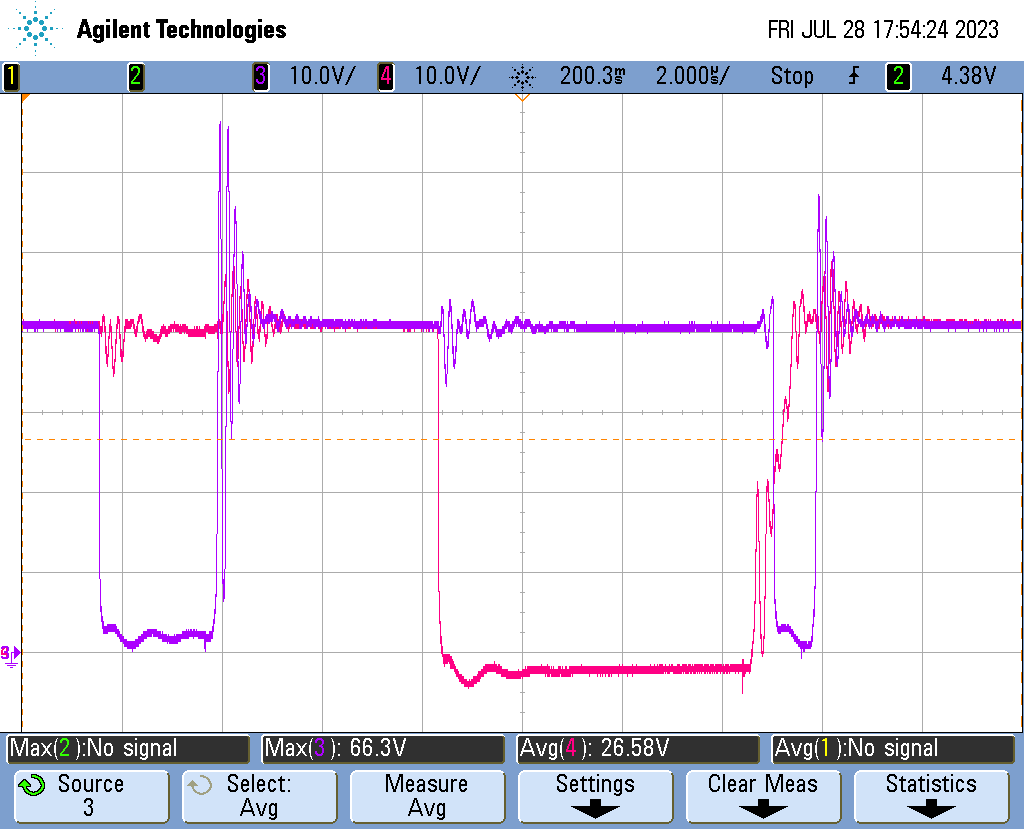 Agilent Technologies
FRI JUL 28 17:54:24 2023
1 2 3 10.0V/ 4 10.0V/ 200.3ms 2.000µs/ Stop 2 4.38V
Max(2):No signal
Max(3): 66.3V
Avg(4): 26.58V
Avg(1):No signal
Source
3
Select:
Avg
Measure
Avg
Settings
Clear Meas
Statistics